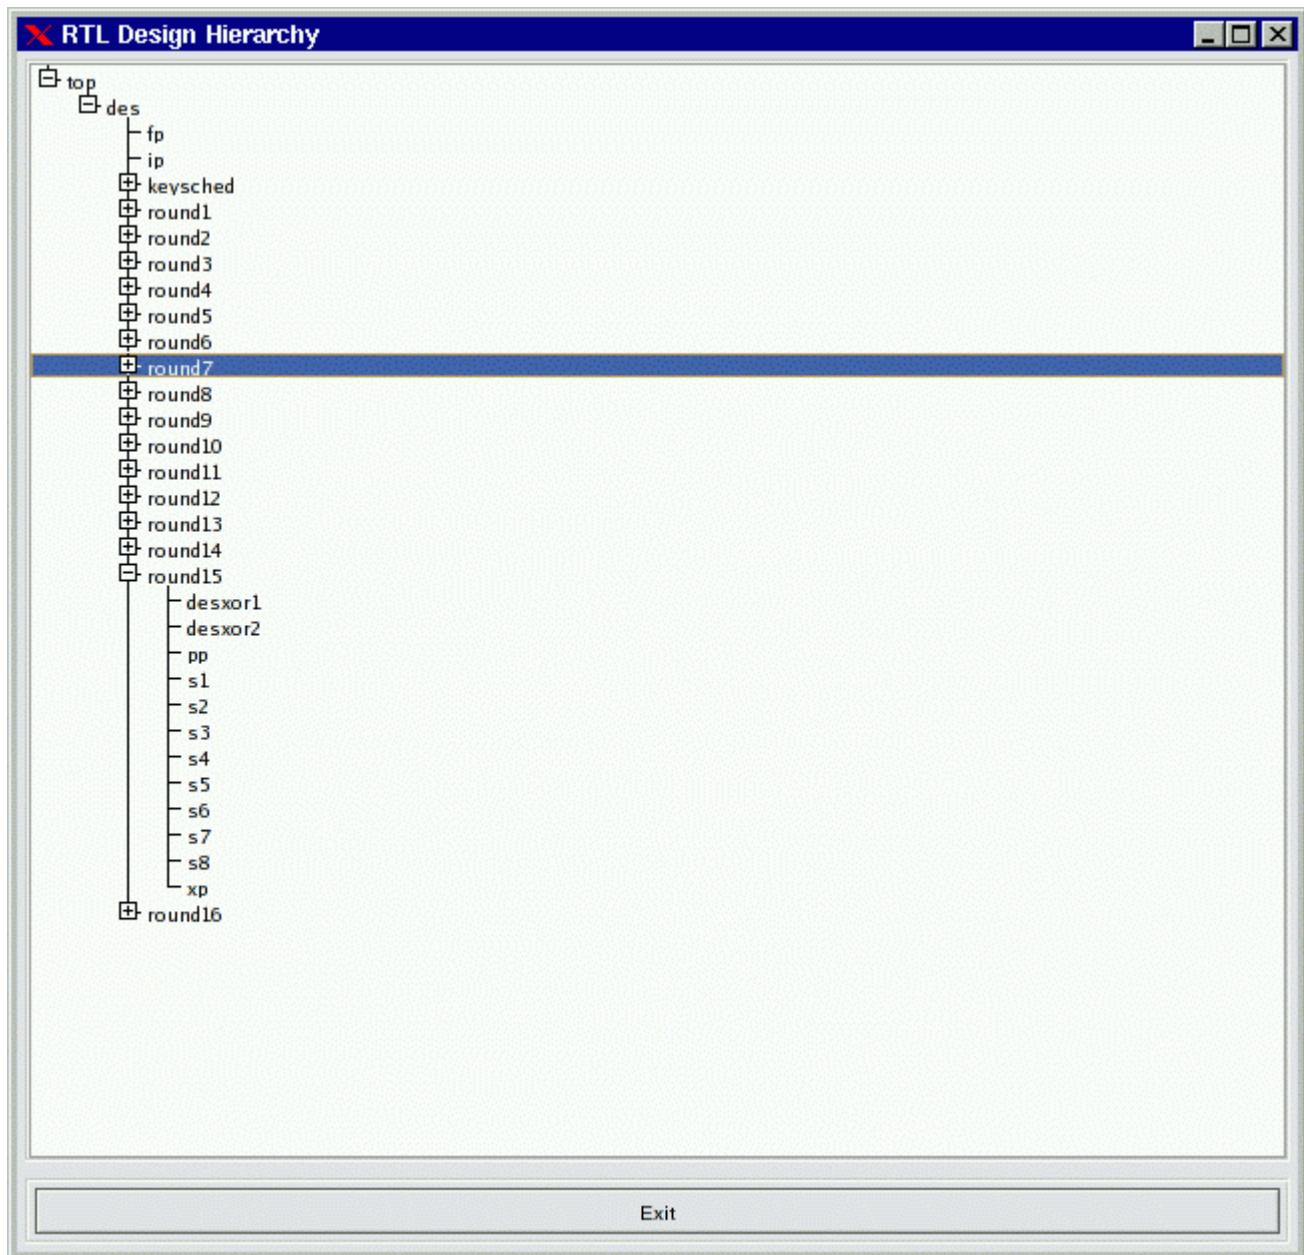 RTL Design Hierarchy
top
des
fp
ip
keysched
round1
round2
round3
round4
round5
round6
round7
round8
round9
round10
round11
round12
round13
round14
round15
desxor1
desxor2
pp
s1
s2
s3
s4
s5
s6
s7
s8
xp
round16
Exit